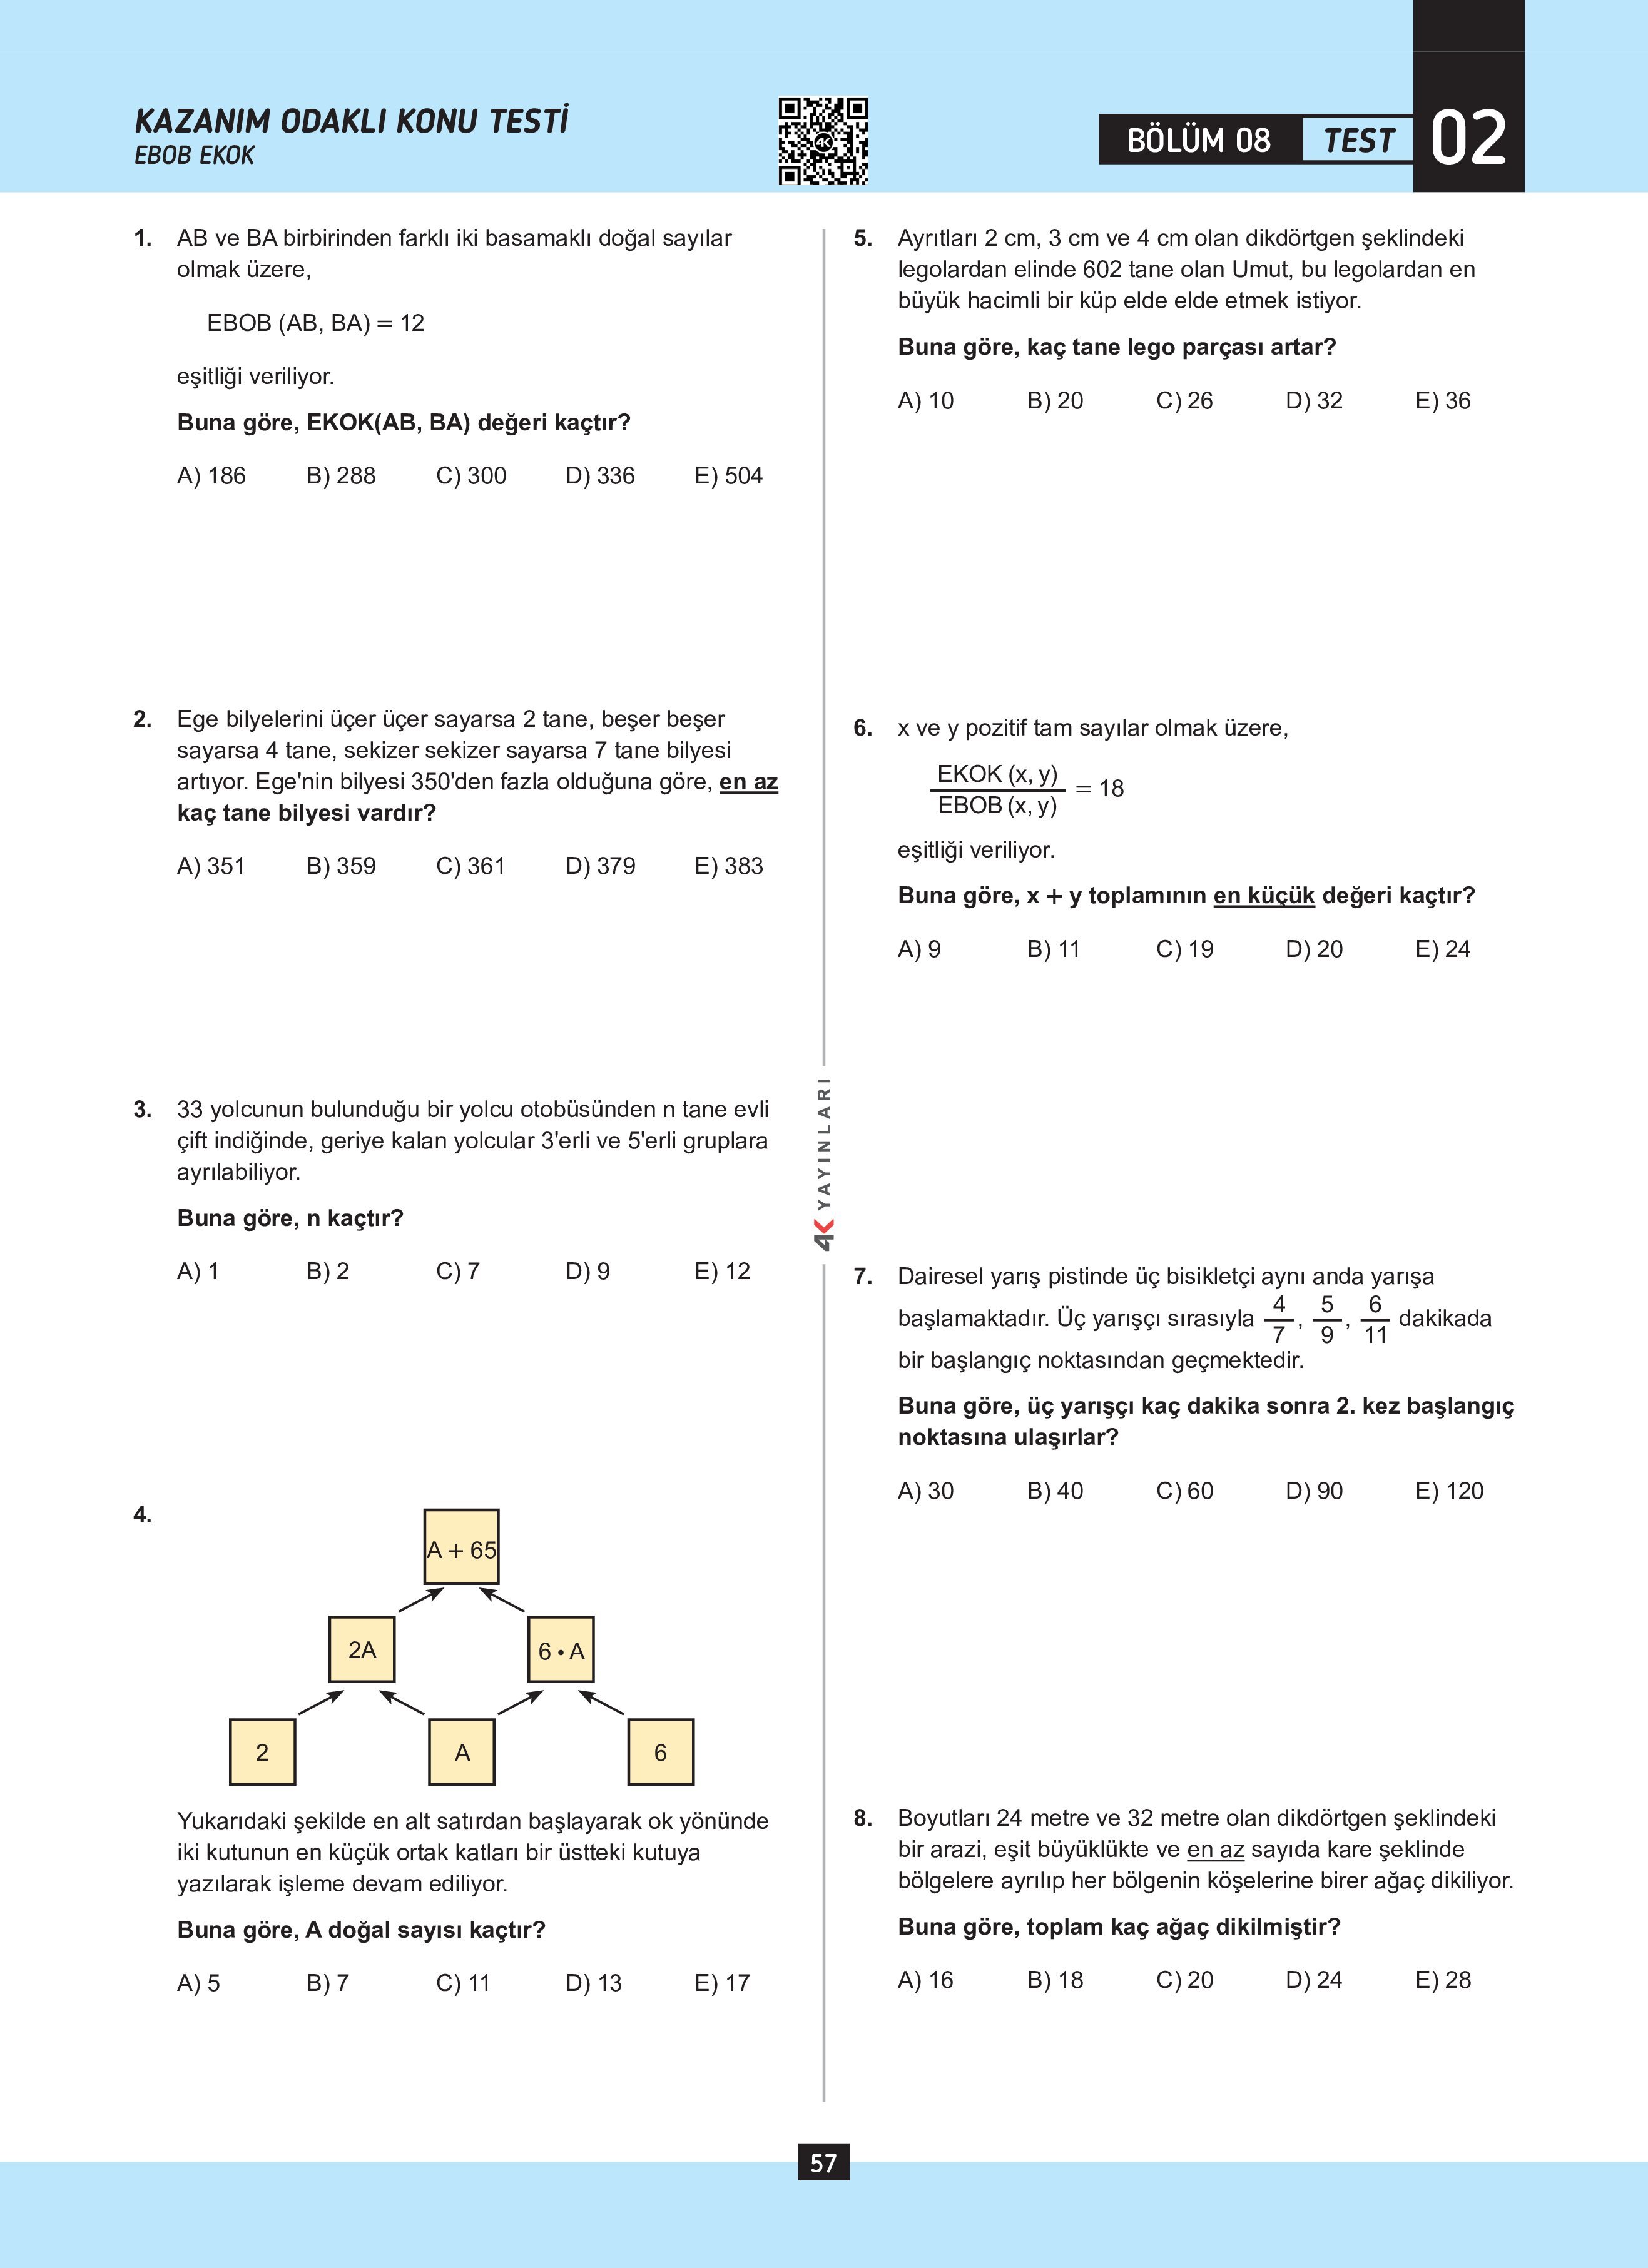 KAZANIM ODAKLI KONU TESTİ
EBOB EKOK
4K
BÖLÜM 08
TEST
02
1. AB ve BA birbirinden farklı iki basamaklı doğal sayılar
olmak üzere,
EBOB (AB, BA) = 12
eşitliği veriliyor.
Buna göre, EKOK(AB, BA) değeri kaçtır?
A) 186 B) 288 C) 300 D) 336 E) 504
2. Ege bilyelerini üçer üçer sayarsa 2 tane, beşer beşer
sayarsa 4 tane, sekizer sekizer sayarsa 7 tane bilyesi
artıyor. Ege'nin bilyesi 350'den fazla olduğuna göre, en az
kaç tane bilyesi vardır?
A) 351 B) 359 C) 361 D) 379 E) 383
3. 33 yolcunun bulunduğu bir yolcu otobüsünden n tane evli
çift indiğinde, geriye kalan yolcular 3'erli ve 5'erli gruplara
ayrılabiliyor.
Buna göre, n kaçtır?
A) 1 B) 2 C) 7 D) 9 E) 12
4.
A + 65
2A 6 • A
2 A 6
Yukarıdaki şekilde en alt satırdan başlayarak ok yönünde
iki kutunun en küçük ortak katları bir üstteki kutuya
yazılarak işleme devam ediliyor.
Buna göre, A doğal sayısı kaçtır?
A) 5 B) 7 C) 11 D) 13 E) 17
4K YAYINLARI
5. Ayrıtları 2 cm, 3 cm ve 4 cm olan dikdörtgen şeklindeki
legolardan elinde 602 tane olan Umut, bu legolardan en
büyük hacimli bir küp elde elde etmek istiyor.
Buna göre, kaç tane lego parçası artar?
A) 10 B) 20 C) 26 D) 32 E) 36
6. x ve y pozitif tam sayılar olmak üzere,
EKOK (x, y)
EBOB (x, y) = 18
eşitliği veriliyor.
Buna göre, x + y toplamının en küçük değeri kaçtır?
A) 9 B) 11 C) 19 D) 20 E) 24
7. Dairesel yarış pistinde üç bisikletçi aynı anda yarışa
başlamaktadır. Üç yarışçı sırasıyla 4/7, 5/9, 6/11 dakikada
bir başlangıç noktasından geçmektedir.
Buna göre, üç yarışçı kaç dakika sonra 2. kez başlangıç
noktasına ulaşırlar?
A) 30 B) 40 C) 60 D) 90 E) 120
8. Boyutları 24 metre ve 32 metre olan dikdörtgen şeklindeki
bir arazi, eşit büyüklükte ve en az sayıda kare şeklinde
bölgelere ayrılıp her bölgenin köşelerine birer ağaç dikiliyor.
Buna göre, toplam kaç ağaç dikilmiştir?
A) 16 B) 18 C) 20 D) 24 E) 28
57